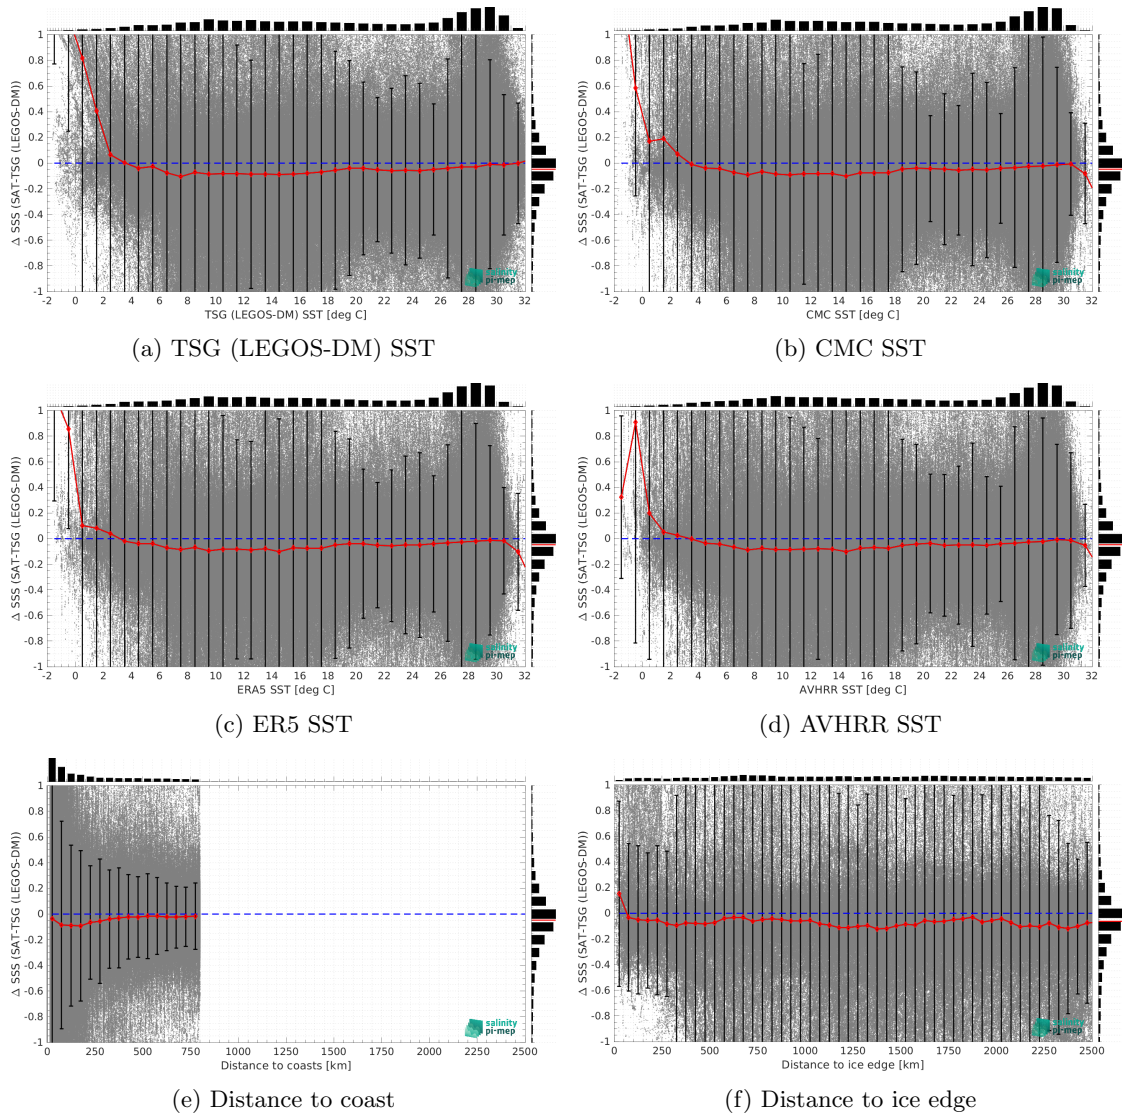 Δ SSS (SAT-TSG (LEGOS-DM))
1
0.8
0.6
0.4
0.2
0
-0.2
-0.4
-0.6
-0.8
-1
-2 0 2 4 6 8 10 12 14 16 18 20 22 24 26 28 30 32
TSG (LEGOS-DM) SST [deg C]
salinity
pi-mep
(a) TSG (LEGOS-DM) SST
Δ SSS (SAT-TSG (LEGOS-DM))
1
0.8
0.6
0.4
0.2
0
-0.2
-0.4
-0.6
-0.8
-1
-2 0 2 4 6 8 10 12 14 16 18 20 22 24 26 28 30 32
CMC SST [deg C]
salinity
pi-mep
(b) CMC SST
Δ SSS (SAT-TSG (LEGOS-DM))
1
0.8
0.6
0.4
0.2
0
-0.2
-0.4
-0.6
-0.8
-1
-2 0 2 4 6 8 10 12 14 16 18 20 22 24 26 28 30 32
ERA5 SST [deg C]
salinity
pi-mep
(c) ER5 SST
Δ SSS (SAT-TSG (LEGOS-DM))
1
0.8
0.6
0.4
0.2
0
-0.2
-0.4
-0.6
-0.8
-1
-2 0 2 4 6 8 10 12 14 16 18 20 22 24 26 28 30 32
AVHRR SST [deg C]
salinity
pi-mep
(d) AVHRR SST
Δ SSS (SAT-TSG (LEGOS-DM))
1
0.8
0.6
0.4
0.2
0
-0.2
-0.4
-0.6
-0.8
-1
0 250 500 750 1000 1250 1500 1750 2000 2250 2500
Distance to coasts [km]
salinity
pi-mep
(e) Distance to coast
Δ SSS (SAT-TSG (LEGOS-DM))
1
0.8
0.6
0.4
0.2
0
-0.2
-0.4
-0.6
-0.8
-1
0 250 500 750 1000 1250 1500 1750 2000 2250 2500
Distance to ice edge [km]
salinity
pi-mep
(f) Distance to ice edge